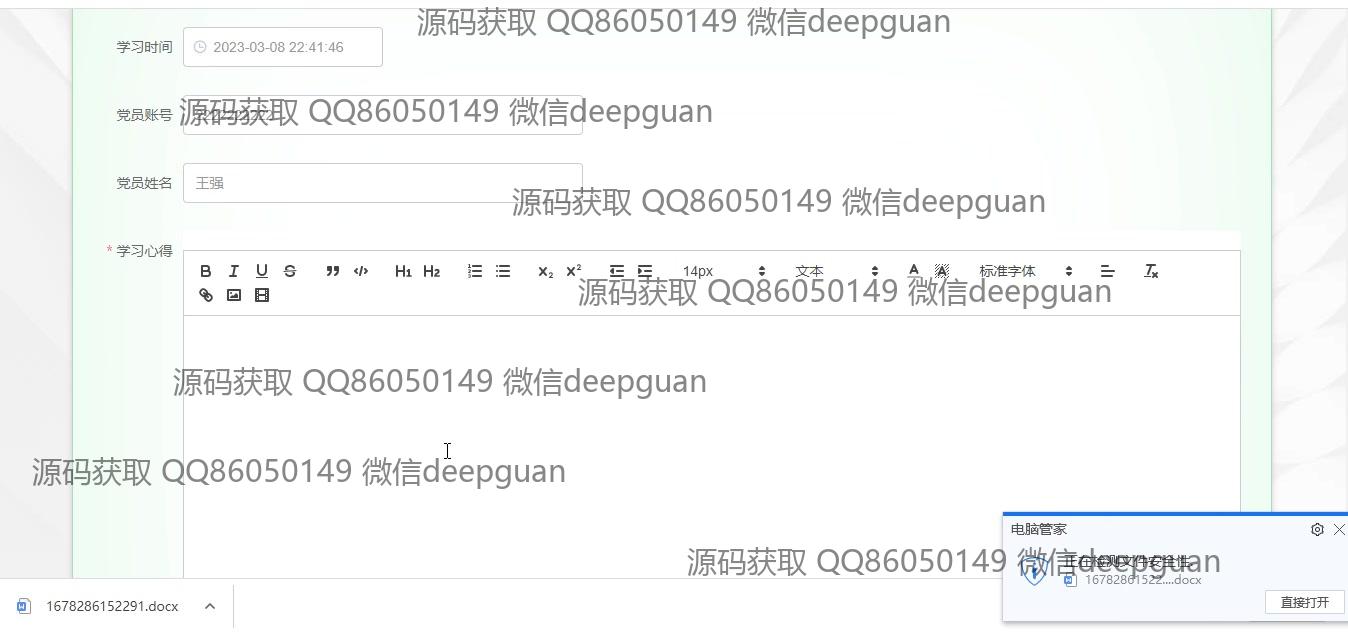 源码获取 QQ86050149 微信deepguan
学习时间 2023-03-08 22:41:46
党员账号
源码获取 QQ86050149 微信deepguan
党员姓名 王强
源码获取 QQ86050149 微信deepguan
* 学习心得
B I U S H1 H2 X2 X² 14px 文本 A A 标准字体 Tx
源码获取 QQ86050149 微信deepguan
源码获取 QQ86050149 微信deepguan
源码获取 QQ86050149 微信deepguan
电脑管家
源码获取 QQ86050149 微信deepguan
正在检测文件安全性
16782861522....docx
直接打开
1678286152291.docx